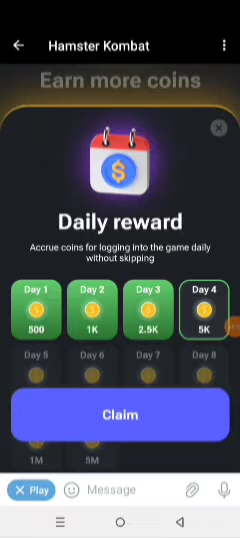 Hamster Kombat
Earn more coins
Daily reward
Accrue coins for logging into the game daily
without skipping
Day 1 Day 2 Day 3 Day 4
500 1K 2.5K 5K
Day 5 Day 6 Day 7 Day 8
Claim
1M 5M
Play Message